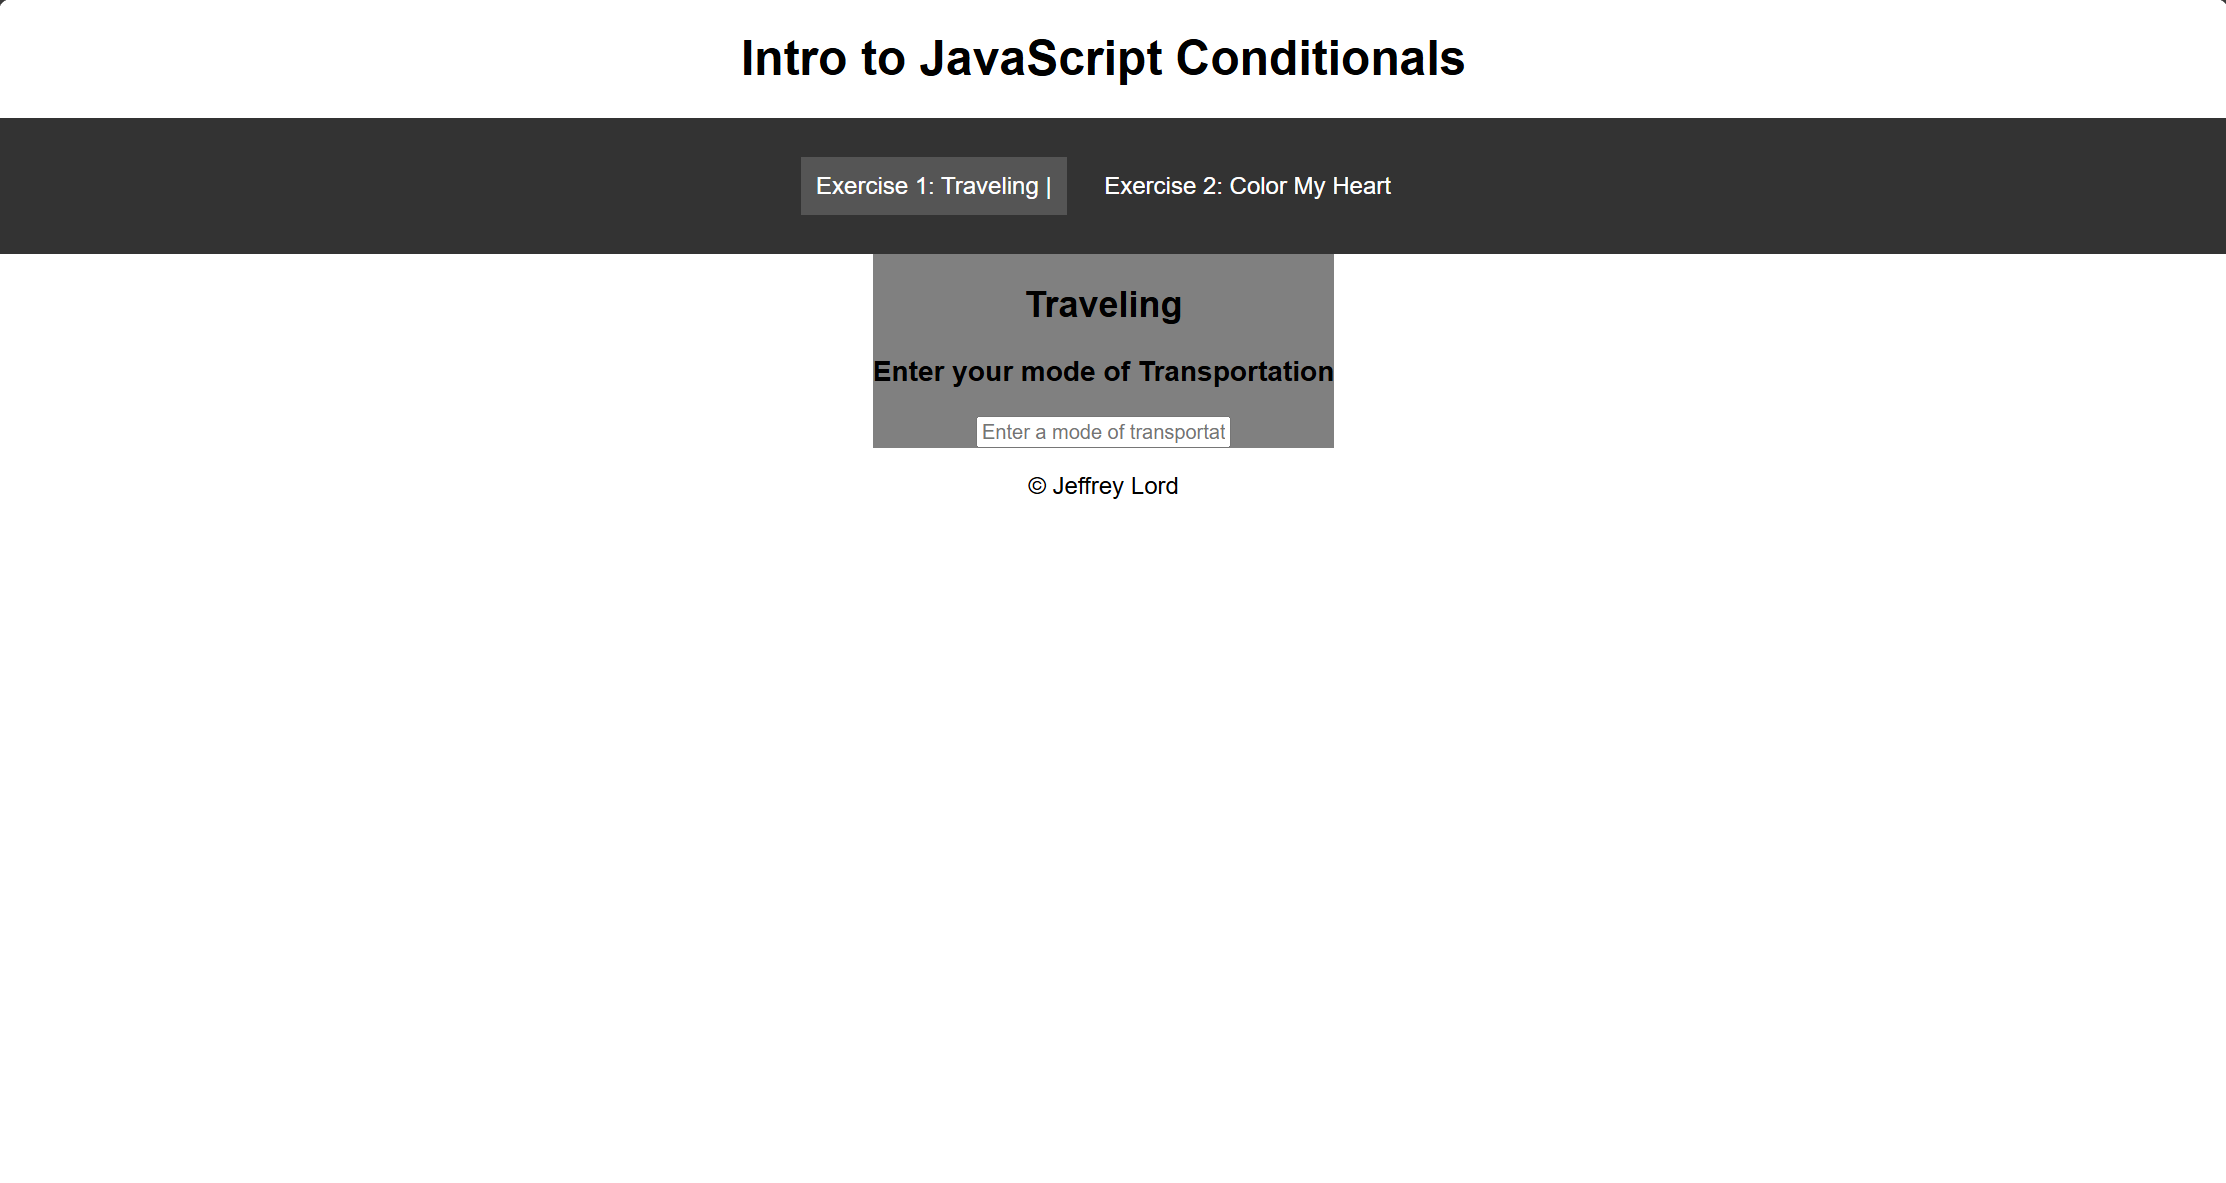 Intro to JavaScript Conditionals
Exercise 1: Traveling | Exercise 2: Color My Heart
Traveling
Enter your mode of Transportation
Enter a mode of transportat
© Jeffrey Lord